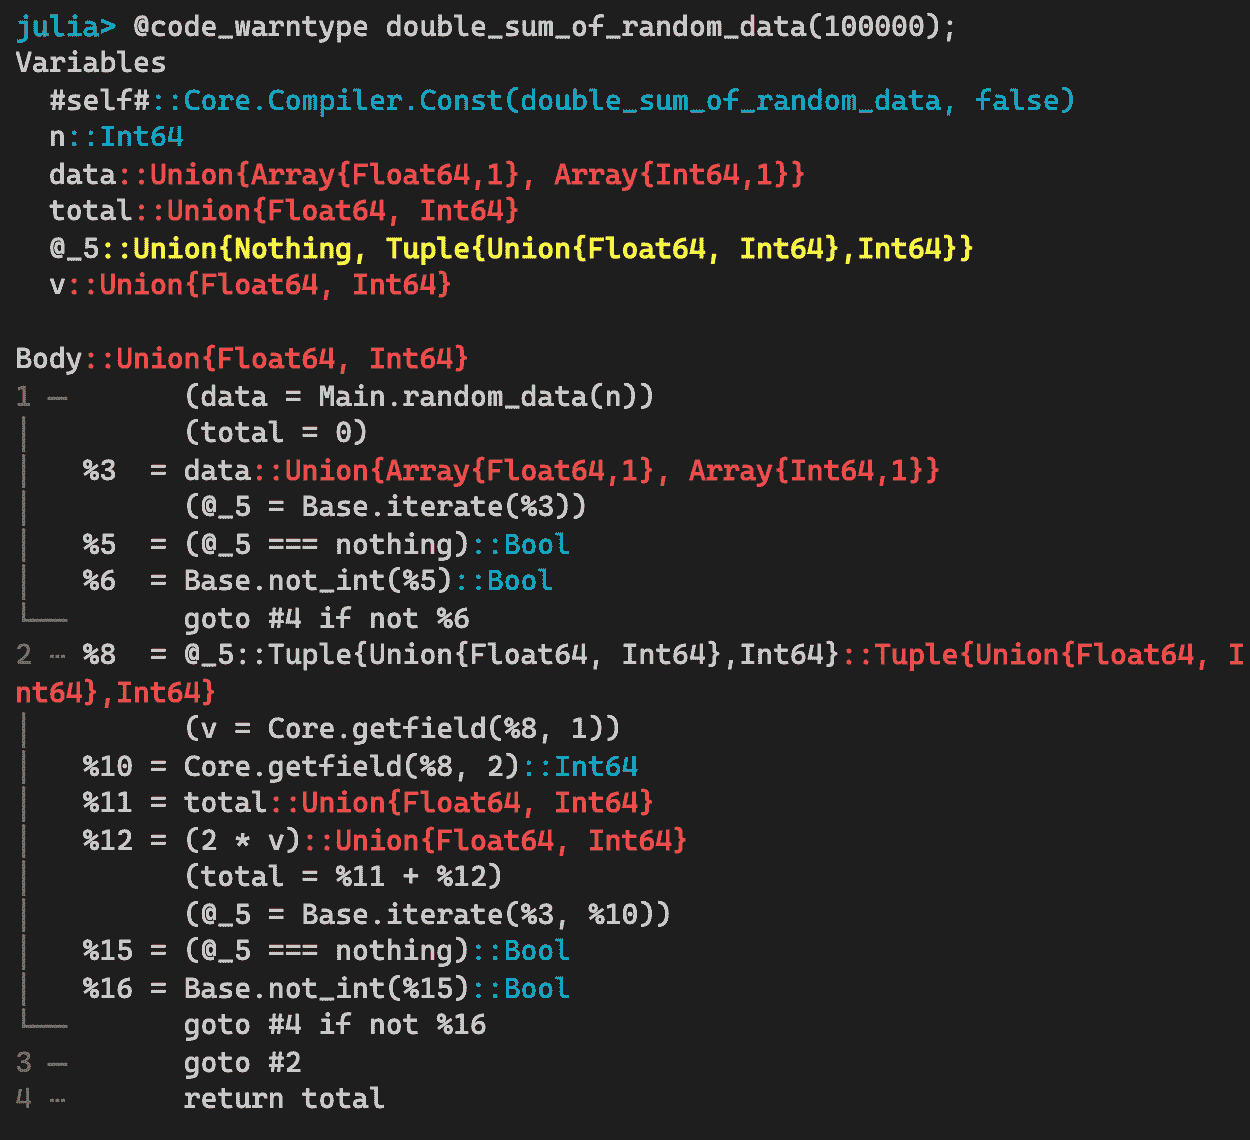 julia> @code_warntype double_sum_of_random_data(100000);
Variables
  #self#::Core.Compiler.Const(double_sum_of_random_data, false)
  n::Int64
  data::Union{Array{Float64,1}, Array{Int64,1}}
  total::Union{Float64, Int64}
  @_5::Union{Nothing, Tuple{Union{Float64, Int64},Int64}}
  v::Union{Float64, Int64}

Body::Union{Float64, Int64}
1 ─       (data = Main.random_data(n))
│         (total = 0)
│   %3  = data::Union{Array{Float64,1}, Array{Int64,1}}
│         (@_5 = Base.iterate(%3))
│   %5  = (@_5 === nothing)::Bool
│   %6  = Base.not_int(%5)::Bool
└──       goto #4 if not %6
2 ┄ %8  = @_5::Tuple{Union{Float64, Int64},Int64}::Tuple{Union{Float64, I
nt64},Int64}
│         (v = Core.getfield(%8, 1))
│   %10 = Core.getfield(%8, 2)::Int64
│   %11 = total::Union{Float64, Int64}
│   %12 = (2 * v)::Union{Float64, Int64}
│         (total = %11 + %12)
│         (@_5 = Base.iterate(%3, %10))
│   %15 = (@_5 === nothing)::Bool
│   %16 = Base.not_int(%15)::Bool
└──       goto #4 if not %16
3 ─       goto #2
4 ┄       return total